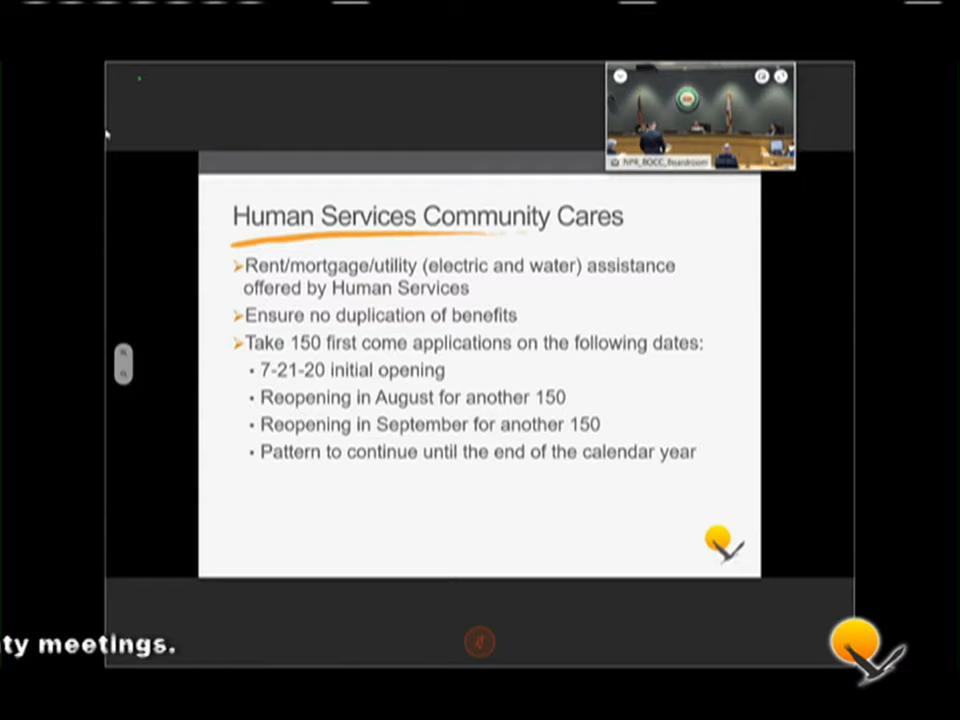 NPR_BOCC_Boardroom
Human Services Community Cares
➢Rent/mortgage/utility (electric and water) assistance
offered by Human Services
➢Ensure no duplication of benefits
➢Take 150 first come applications on the following dates:
• 7-21-20 initial opening
• Reopening in August for another 150
• Reopening in September for another 150
• Pattern to continue until the end of the calendar year
ty meetings.